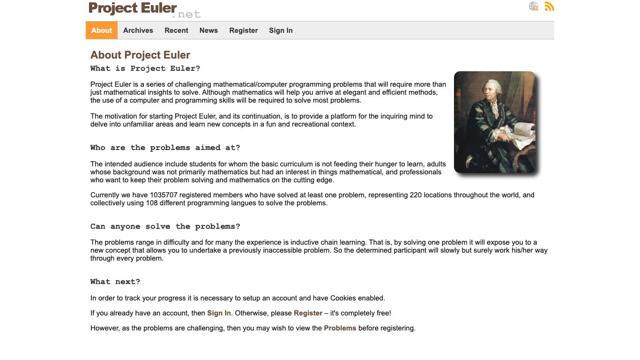 Project Euler
.net
About Archives Recent News Register Sign In
About Project Euler
What is Project Euler?
Project Euler is a series of challenging mathematical/computer programming problems that will require more than
just mathematical insights to solve. Although mathematics will help you arrive at elegant and efficient methods,
the use of a computer and programming skills will be required to solve most problems.
The motivation for starting Project Euler, and its continuation, is to provide a platform for the inquiring mind to
delve into unfamiliar areas and learn new concepts in a fun and recreational context.
Who are the problems aimed at?
The intended audience include students for whom the basic curriculum is not feeding their hunger to learn, adults
whose background was not primarily mathematics but had an interest in things mathematical, and professionals
who want to keep their problem solving and mathematics on the cutting edge.
Currently we have 1035707 registered members who have solved at least one problem, representing 220 locations throughout the world, and
collectively using 108 different programming langues to solve the problems.
Can anyone solve the problems?
The problems range in difficulty and for many the experience is inductive chain learning. That is, by solving one problem it will expose you to a
new concept that allows you to undertake a previously inaccessible problem. So the determined participant will slowly but surely work his/her way
through every problem.
What next?
In order to track your progress it is necessary to setup an account and have Cookies enabled.
If you already have an account, then Sign In. Otherwise, please Register – it's completely free!
However, as the problems are challenging, then you may wish to view the Problems before registering.